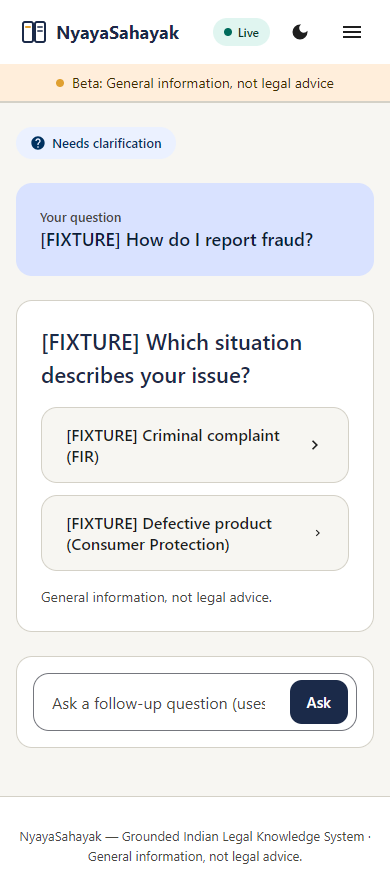 NyayaSahayak
Live
Beta: General information, not legal advice
Needs clarification
Your question
[FIXTURE] How do I report fraud?
[FIXTURE] Which situation
describes your issue?
[FIXTURE] Criminal complaint
(FIR)
[FIXTURE] Defective product
(Consumer Protection)
General information, not legal advice.
Ask a follow-up question (uses
Ask
NyayaSahayak — Grounded Indian Legal Knowledge System ·
General information, not legal advice.